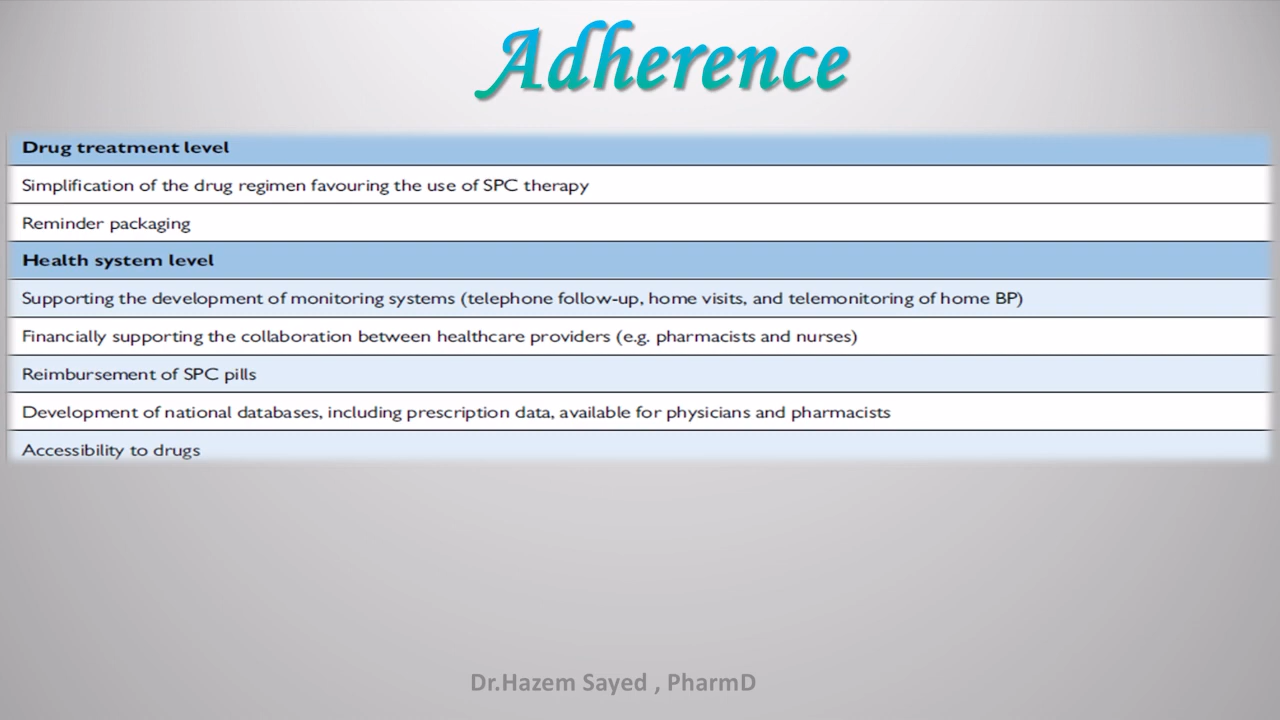 Adherence
Drug treatment level
Simplification of the drug regimen favouring the use of SPC therapy
Reminder packaging
Health system level
Supporting the development of monitoring systems (telephone follow-up, home visits, and telemonitoring of home BP)
Financially supporting the collaboration between healthcare providers (e.g. pharmacists and nurses)
Reimbursement of SPC pills
Development of national databases, including prescription data, available for physicians and pharmacists
Accessibility to drugs
Dr.Hazem Sayed , PharmD